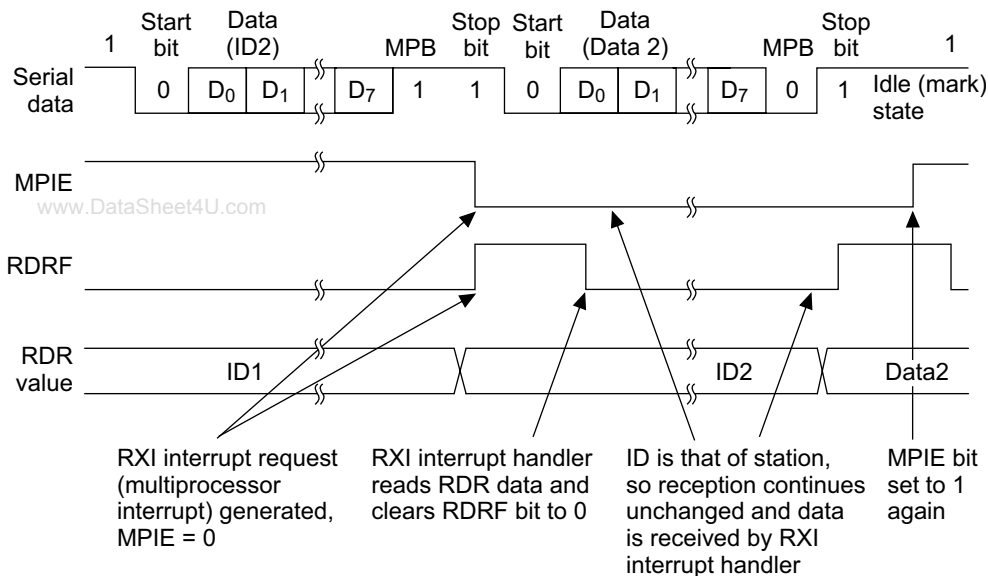 1 Start bit Data (ID2) MPB Stop bit Start bit Data (Data 2) MPB Stop bit 1
Serial data 0 D0 D1 D7 1 1 0 D0 D1 D7 0 1 Idle (mark) state
MPIE
www.DataSheet4U.com
RDRF
RDR value ID1 ID2 Data2
RXI interrupt request
(multiprocessor
interrupt) generated,
MPIE = 0
RXI interrupt handler
reads RDR data and
clears RDRF bit to 0
ID is that of station,
so reception continues
unchanged and data
is received by RXI
interrupt handler
MPIE bit
set to 1
again